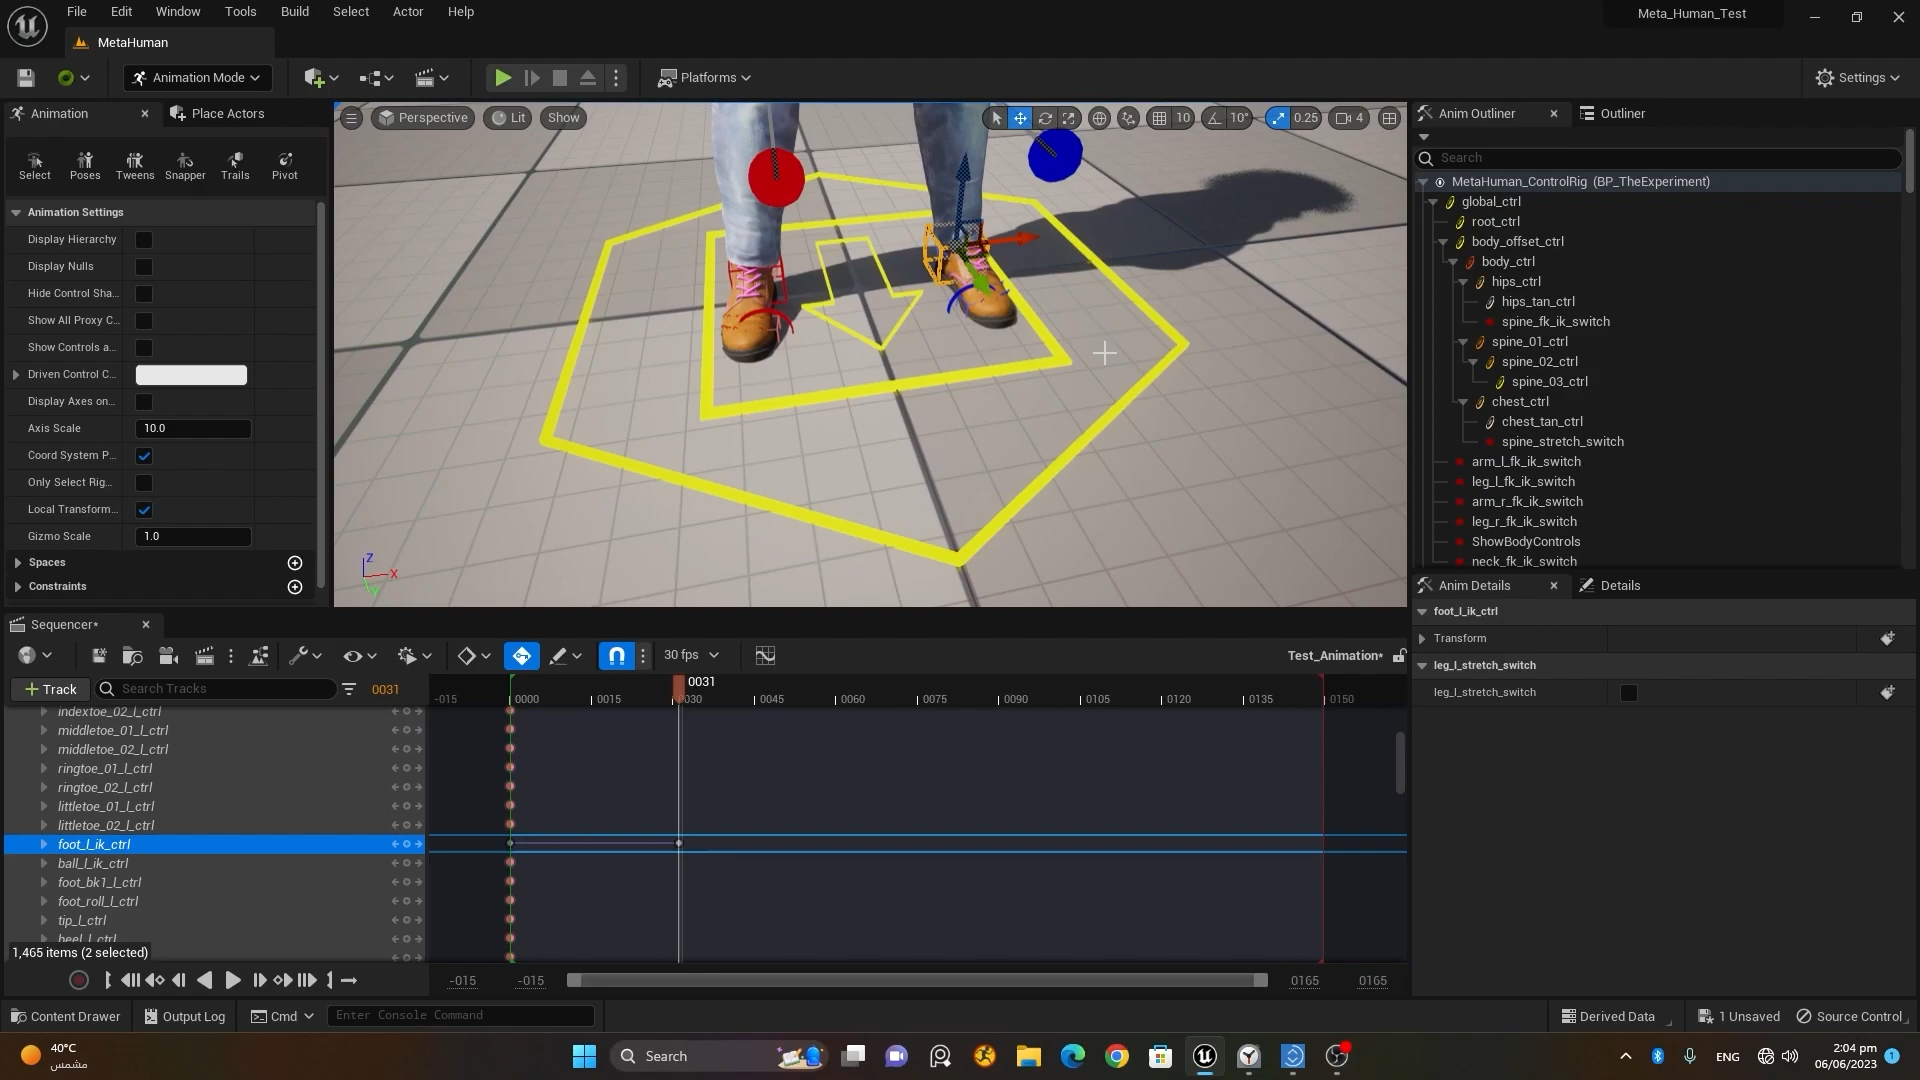 File Edit Window Tools Build Select Actor Help
Meta_Human_Test
MetaHuman
Animation Mode
Platforms
Settings
Animation
Place Actors
Select Poses Tweens Snapper Trails Pivot
Animation Settings
Display Hierarchy
Display Nulls
Hide Control Sha...
Show All Proxy C...
Show Controls a...
Driven Control C...
Display Axes on...
Axis Scale 10.0
Coord System P...
Only Select Rig...
Local Transform...
Gizmo Scale 1.0
Spaces
Constraints
Perspective Lit Show
10 10° 0.25 4
Z
X
Y
Anim Outliner
Outliner
Search
MetaHuman_ControlRig (BP_TheExperiment)
global_ctrl
root_ctrl
body_offset_ctrl
body_ctrl
hips_ctrl
hips_tan_ctrl
spine_fk_ik_switch
spine_01_ctrl
spine_02_ctrl
spine_03_ctrl
chest_ctrl
chest_tan_ctrl
spine_stretch_switch
arm_l_fk_ik_switch
leg_l_fk_ik_switch
arm_r_fk_ik_switch
leg_r_fk_ik_switch
ShowBodyControls
neck_fk_ik_switch
Anim Details
Details
foot_l_ik_ctrl
Transform
leg_l_stretch_switch
leg_l_stretch_switch
Sequencer*
30 fps
Test_Animation*
+ Track
Search Tracks
0031
0031
-015 0000 0015 0030 0045 0060 0075 0090 0105 0120 0135 0150
indextoe_02_l_ctrl
middletoe_01_l_ctrl
middletoe_02_l_ctrl
ringtoe_01_l_ctrl
ringtoe_02_l_ctrl
littletoe_01_l_ctrl
littletoe_02_l_ctrl
foot_l_ik_ctrl
ball_l_ik_ctrl
foot_bk1_l_ctrl
foot_roll_l_ctrl
tip_l_ctrl
heel_l_ctrl
1,465 items (2 selected)
-015 -015 0165 0165
Content Drawer
Output Log
Cmd
Enter Console Command
Derived Data
1 Unsaved
Source Control
40°C
مشمس
Search
ENG
2:04 pm
06/06/2023
1